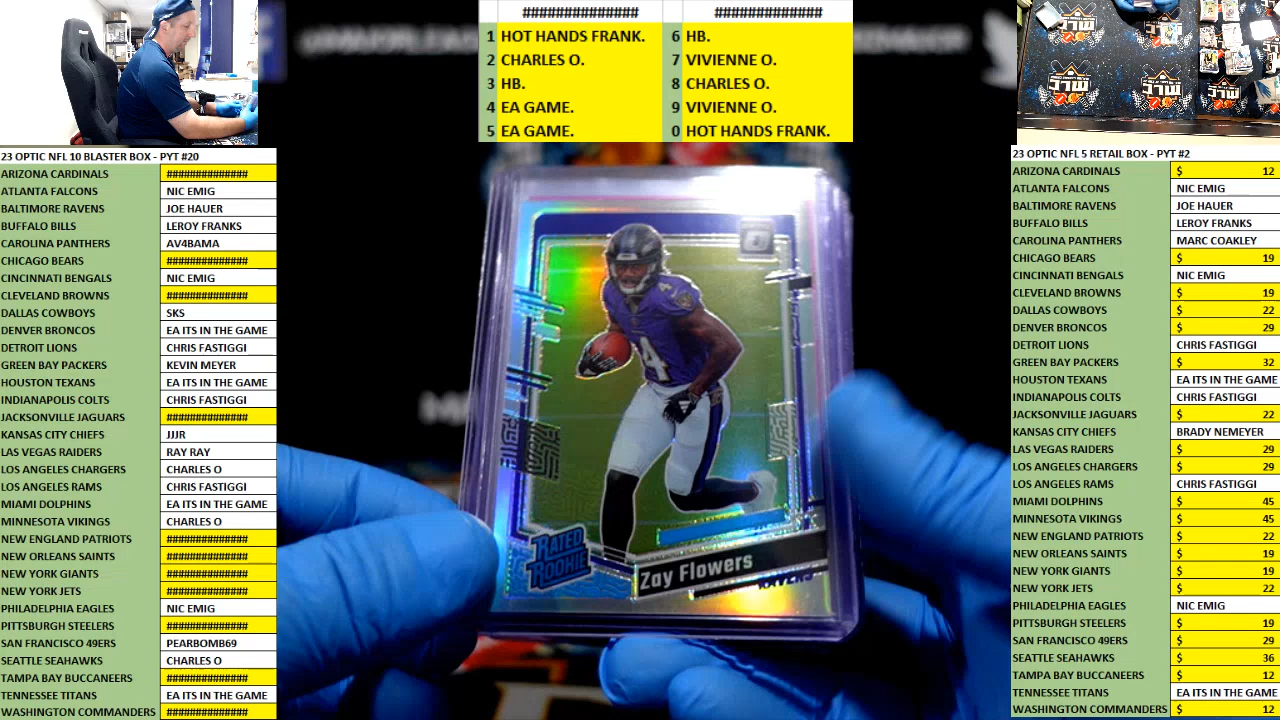 ############## #############
1 HOT HANDS FRANK. 6 HB.
2 CHARLES O. 7 VIVIENNE O.
3 HB. 8 CHARLES O.
4 EA GAME. 9 VIVIENNE O.
5 EA GAME. 0 HOT HANDS FRANK.
23 OPTIC NFL 10 BLASTER BOX - PYT #20
ARIZONA CARDINALS ##############
ATLANTA FALCONS NIC EMIG
BALTIMORE RAVENS JOE HAUER
BUFFALO BILLS LEROY FRANKS
CAROLINA PANTHERS AV4BAMA
CHICAGO BEARS ##############
CINCINNATI BENGALS NIC EMIG
CLEVELAND BROWNS ##############
DALLAS COWBOYS SKS
DENVER BRONCOS EA ITS IN THE GAME
DETROIT LIONS CHRIS FASTIGGI
GREEN BAY PACKERS KEVIN MEYER
HOUSTON TEXANS EA ITS IN THE GAME
INDIANAPOLIS COLTS CHRIS FASTIGGI
JACKSONVILLE JAGUARS ##############
KANSAS CITY CHIEFS JJJR
LAS VEGAS RAIDERS RAY RAY
LOS ANGELES CHARGERS CHARLES O
LOS ANGELES RAMS CHRIS FASTIGGI
MIAMI DOLPHINS EA ITS IN THE GAME
MINNESOTA VIKINGS CHARLES O
NEW ENGLAND PATRIOTS ##############
NEW ORLEANS SAINTS ##############
NEW YORK GIANTS ##############
NEW YORK JETS ##############
PHILADELPHIA EAGLES NIC EMIG
PITTSBURGH STEELERS ##############
SAN FRANCISCO 49ERS PEARBOMB69
SEATTLE SEAHAWKS CHARLES O
TAMPA BAY BUCCANEERS ##############
TENNESSEE TITANS EA ITS IN THE GAME
WASHINGTON COMMANDERS ##############
4
RATED
ROOKIE
Zay Flowers
RAVENS
23 OPTIC NFL 5 RETAIL BOX - PYT #2
ARIZONA CARDINALS $ 12
ATLANTA FALCONS NIC EMIG
BALTIMORE RAVENS JOE HAUER
BUFFALO BILLS LEROY FRANKS
CAROLINA PANTHERS MARC COAKLEY
CHICAGO BEARS $ 19
CINCINNATI BENGALS NIC EMIG
CLEVELAND BROWNS $ 19
DALLAS COWBOYS $ 22
DENVER BRONCOS $ 29
DETROIT LIONS CHRIS FASTIGGI
GREEN BAY PACKERS $ 32
HOUSTON TEXANS EA ITS IN THE GAME
INDIANAPOLIS COLTS CHRIS FASTIGGI
JACKSONVILLE JAGUARS $ 22
KANSAS CITY CHIEFS BRADY NEMEYER
LAS VEGAS RAIDERS $ 29
LOS ANGELES CHARGERS $ 29
LOS ANGELES RAMS CHRIS FASTIGGI
MIAMI DOLPHINS $ 45
MINNESOTA VIKINGS $ 45
NEW ENGLAND PATRIOTS $ 22
NEW ORLEANS SAINTS $ 19
NEW YORK GIANTS $ 19
NEW YORK JETS $ 22
PHILADELPHIA EAGLES NIC EMIG
PITTSBURGH STEELERS $ 19
SAN FRANCISCO 49ERS $ 29
SEATTLE SEAHAWKS $ 36
TAMPA BAY BUCCANEERS $ 12
TENNESSEE TITANS EA ITS IN THE GAME
WASHINGTON COMMANDERS $ 12